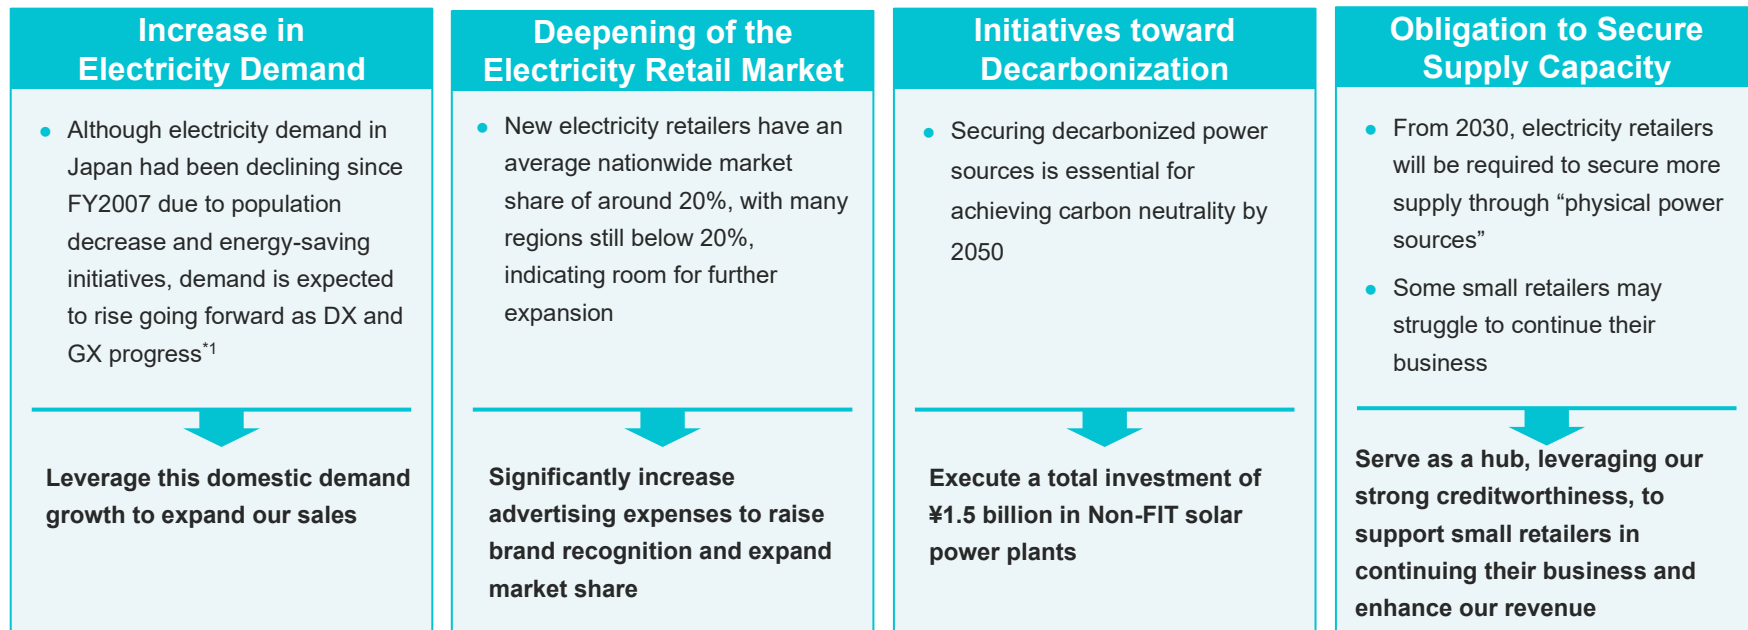 Increase in
Electricity Demand
● Although electricity demand in
Japan had been declining since
FY2007 due to population
decrease and energy-saving
initiatives, demand is expected
to rise going forward as DX and
GX progress*1
Leverage this domestic demand
growth to expand our sales
Deepening of the
Electricity Retail Market
● New electricity retailers have an
average nationwide market
share of around 20%, with many
regions still below 20%,
indicating room for further
expansion
Significantly increase
advertising expenses to raise
brand recognition and expand
market share
Initiatives toward
Decarbonization
● Securing decarbonized power
sources is essential for
achieving carbon neutrality by
2050
Execute a total investment of
¥1.5 billion in Non-FIT solar
power plants
Obligation to Secure
Supply Capacity
● From 2030, electricity retailers
will be required to secure more
supply through “physical power
sources”
● Some small retailers may
struggle to continue their
business
Serve as a hub, leveraging our
strong creditworthiness, to
support small retailers in
continuing their business and
enhance our revenue